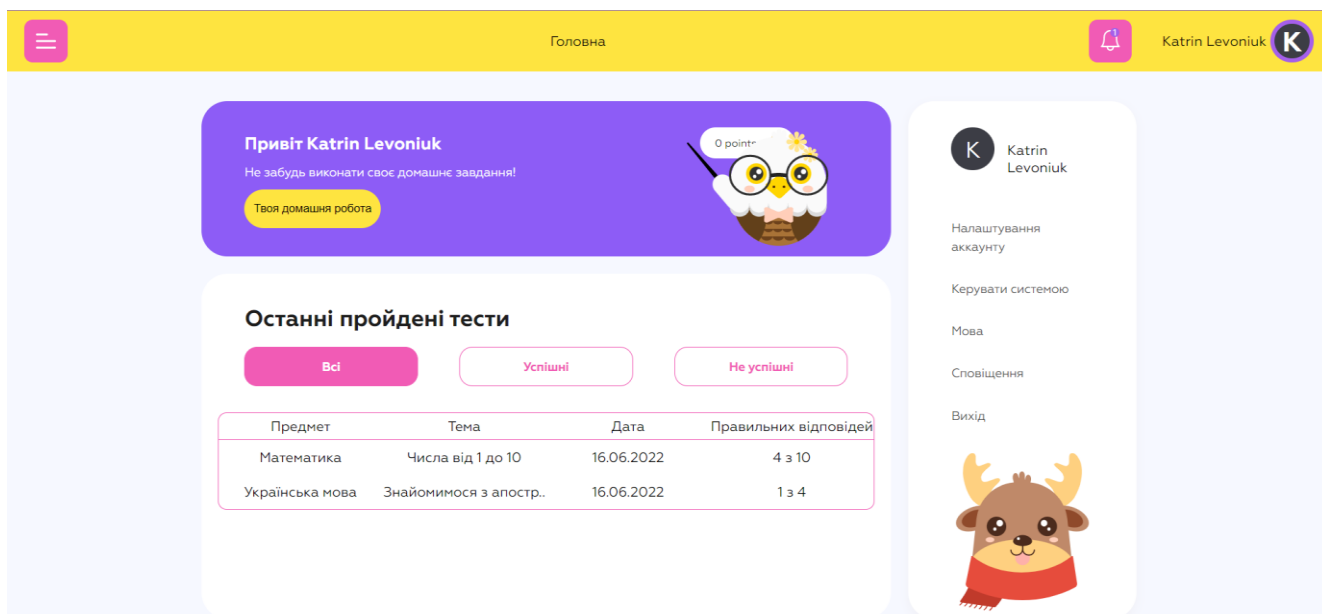 Головна
1
Katrin Levoniuk
K
Привіт Katrin Levoniuk
Не забудь виконати своє домашнє завдання!
Твоя домашня робота
0 points
K
Katrin
Levoniuk
Налаштування
аккаунту
Керувати системою
Мова
Сповіщення
Вихід
Останні пройдені тести
Всі Успішні Не успішні
Предмет Тема Дата Правильних відповідей
Математика Числа від 1 до 10 16.06.2022 4 з 10
Українська мова Знайомимося з апостр.. 16.06.2022 1 з 4